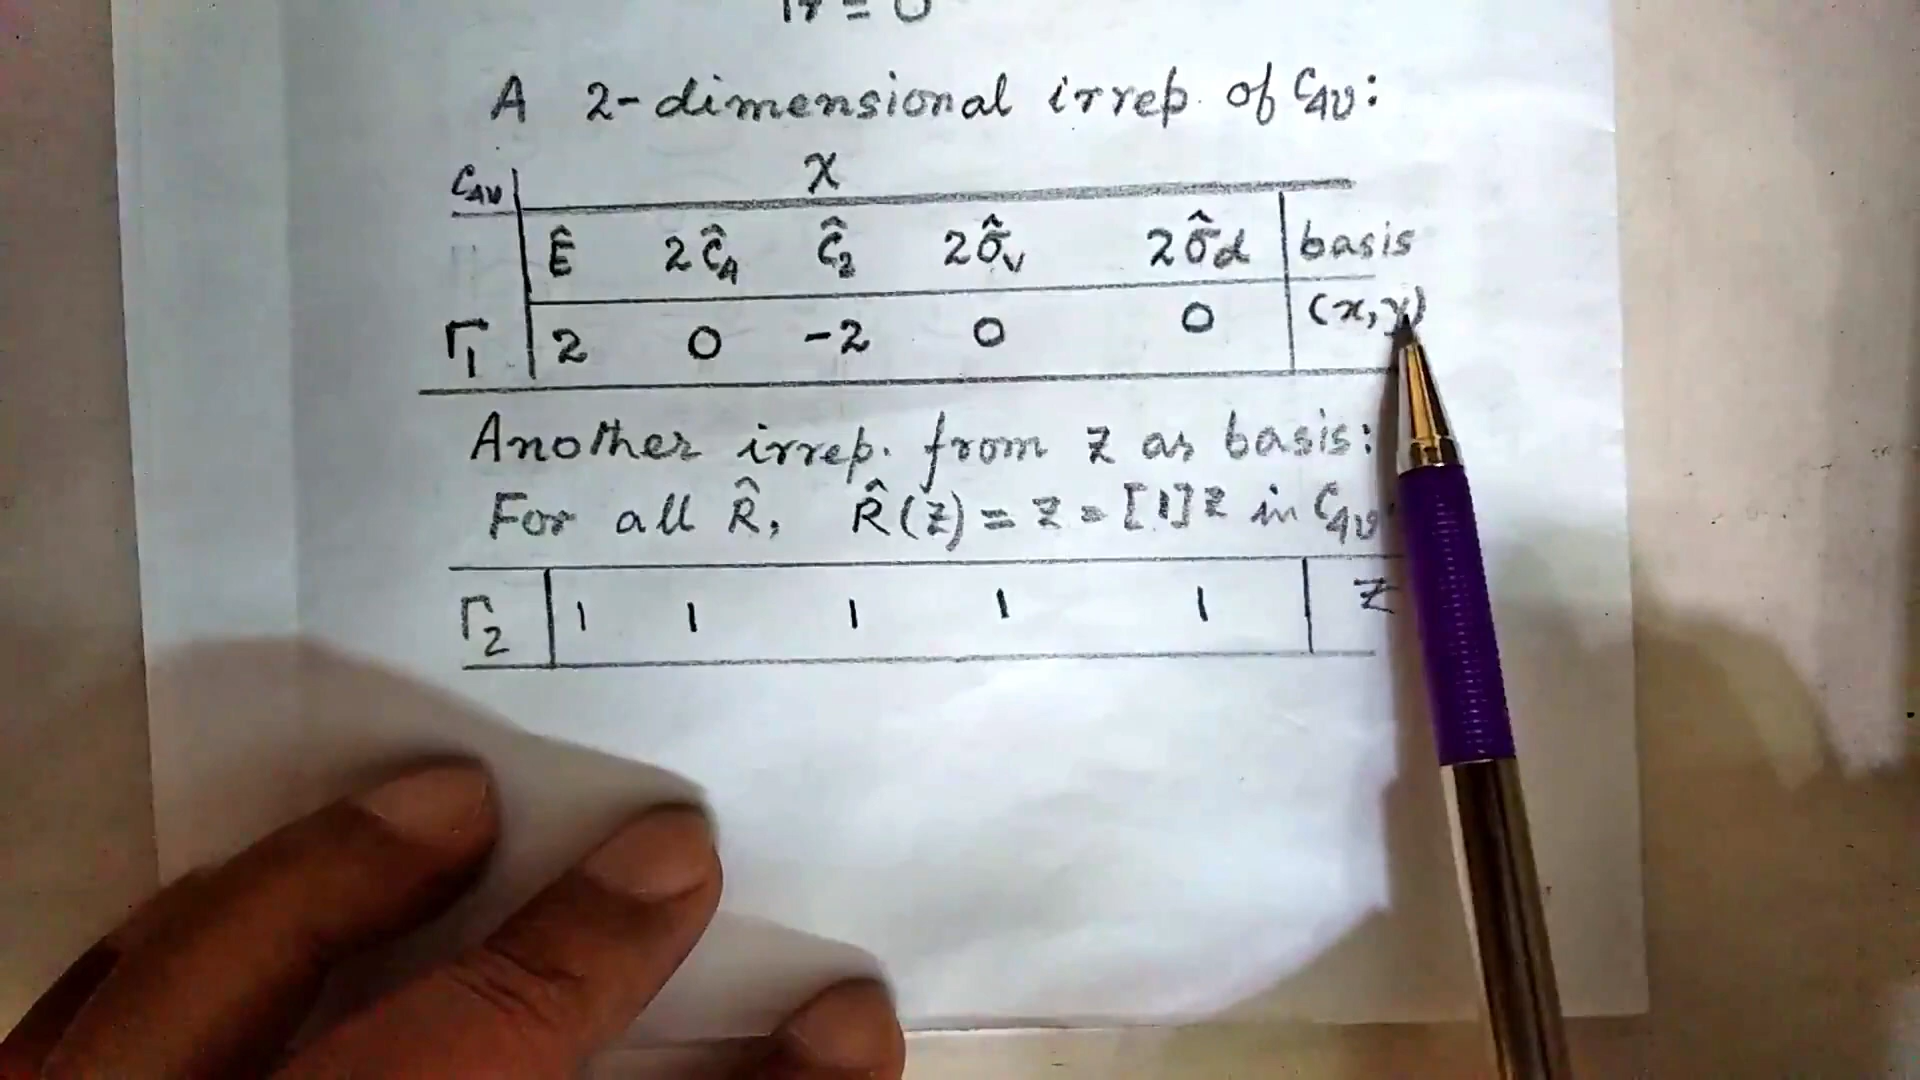 A 2-dimensional irrep. of C4v:
C4v χ
Ê 2Ĉ4 Ĉ2 2σ̂v 2σ̂d basis
Γ1 2 0 -2 0 0 (x,y)
Another irrep. from z as basis:
For all R̂, R̂(z) = z = [1]z in C4v
Γ2 1 1 1 1 1 z